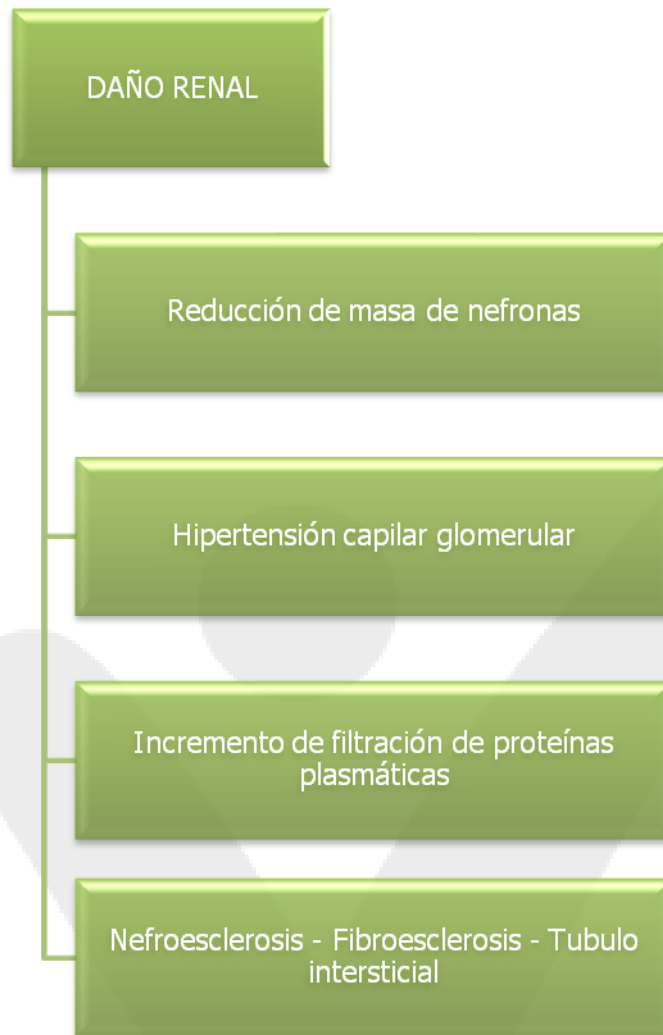 DAÑO RENAL
Reducción de masa de nefronas
Hipertensión capilar glomerular
Incremento de filtración de proteínas
plasmáticas
Nefroesclerosis - Fibroesclerosis - Tubulo
intersticial